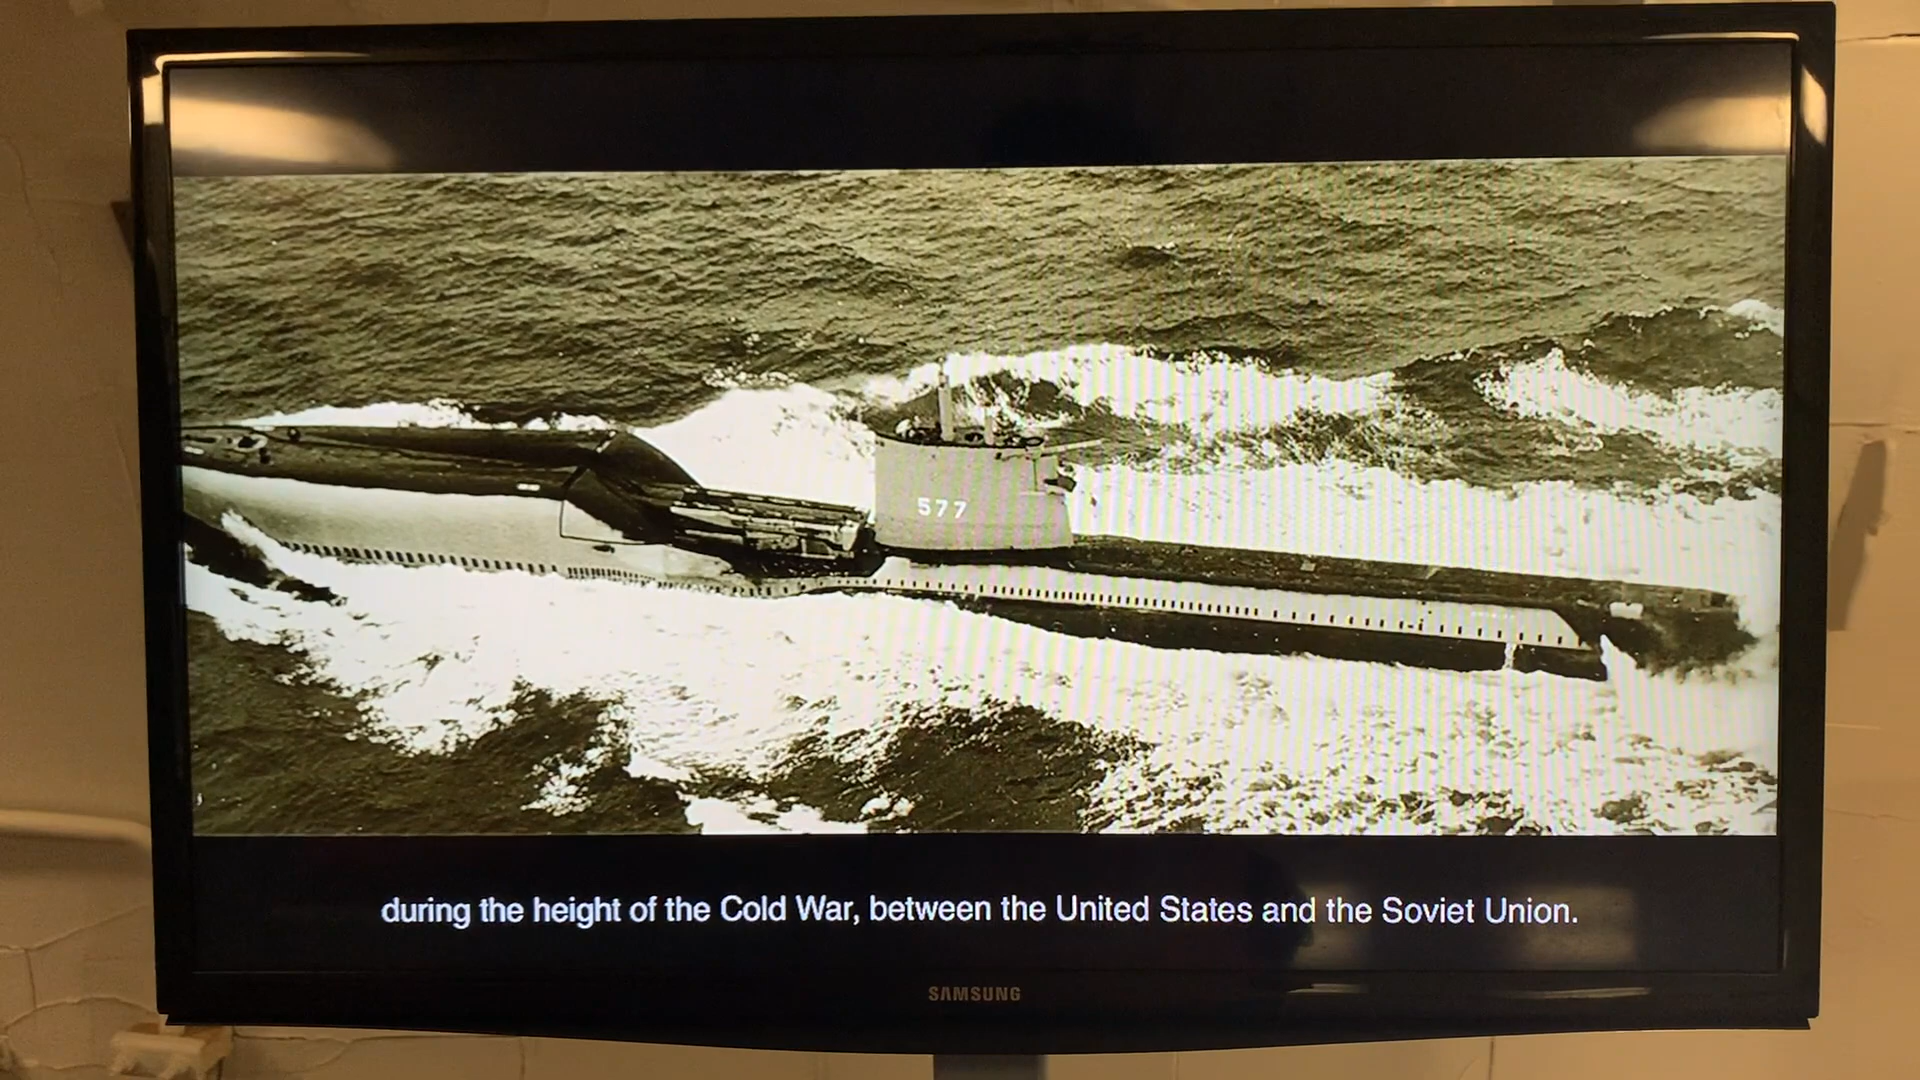 577
during the height of the Cold War, between the United States and the Soviet Union.
SAMSUNG